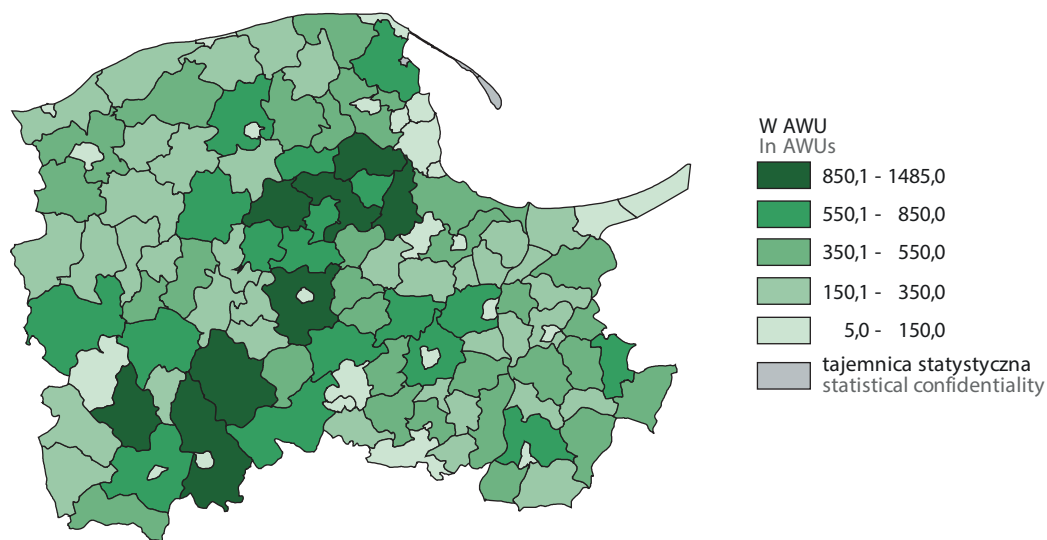 W AWU
In AWUs
850,1 - 1485,0
550,1 - 850,0
350,1 - 550,0
150,1 - 350,0
5,0 - 150,0
tajemnica statystyczna
statistical confidentiality